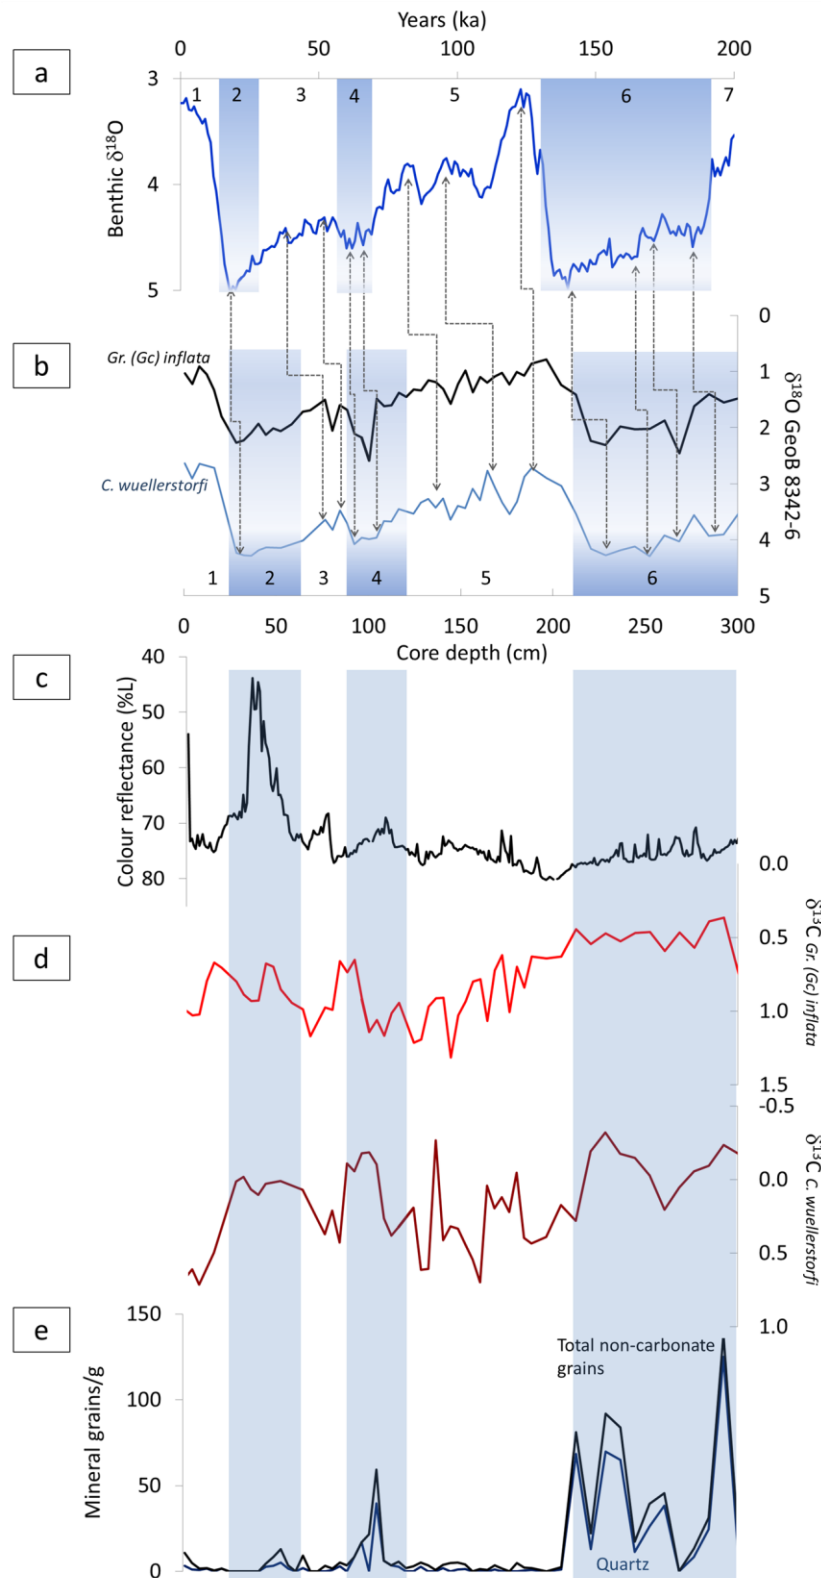 Years (ka)
0 50 100 150 200
a
3
4
5
Benthic δ18O
1 2 3 4 5 6 7
b
Gr. (Gc) inflata
C. wuellerstorfi
0
1
2
3
4
5
δ18O GeoB 8342-6
1 2 3 4 5 6
0 50 100 150 200 250 300
Core depth (cm)
c
40
50
60
70
80
Colour reflectance (%L)
d
0.0
0.5
1.0
1.5
δ13C Gr. (Gc) inflata
-0.5
0.0
0.5
1.0
δ13C C. wuellerstorfi
e
150
100
50
0
Mineral grains/g
Total non-carbonate
grains
Quartz